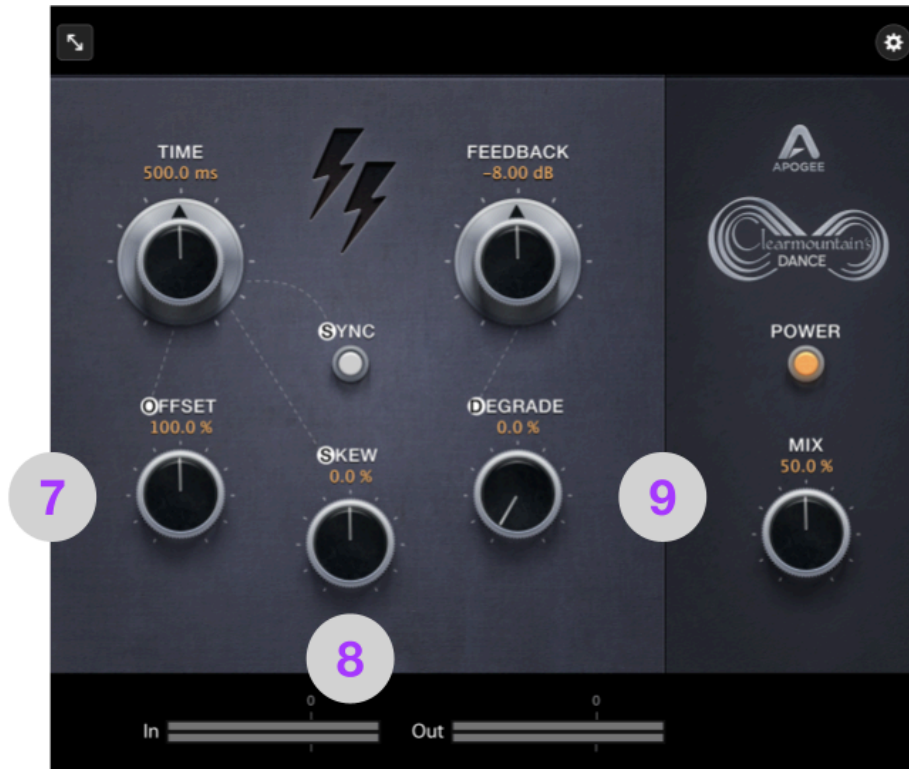 TIME
500.0 ms
FEEDBACK
-8.00 dB
APOGEE
Clearmountain's
DANCE
SYNC
POWER
OFFSET
100.0 %
DEGRADE
0.0 %
SKEW
0.0 %
MIX
50.0 %
7
9
8
0
0
In
Out